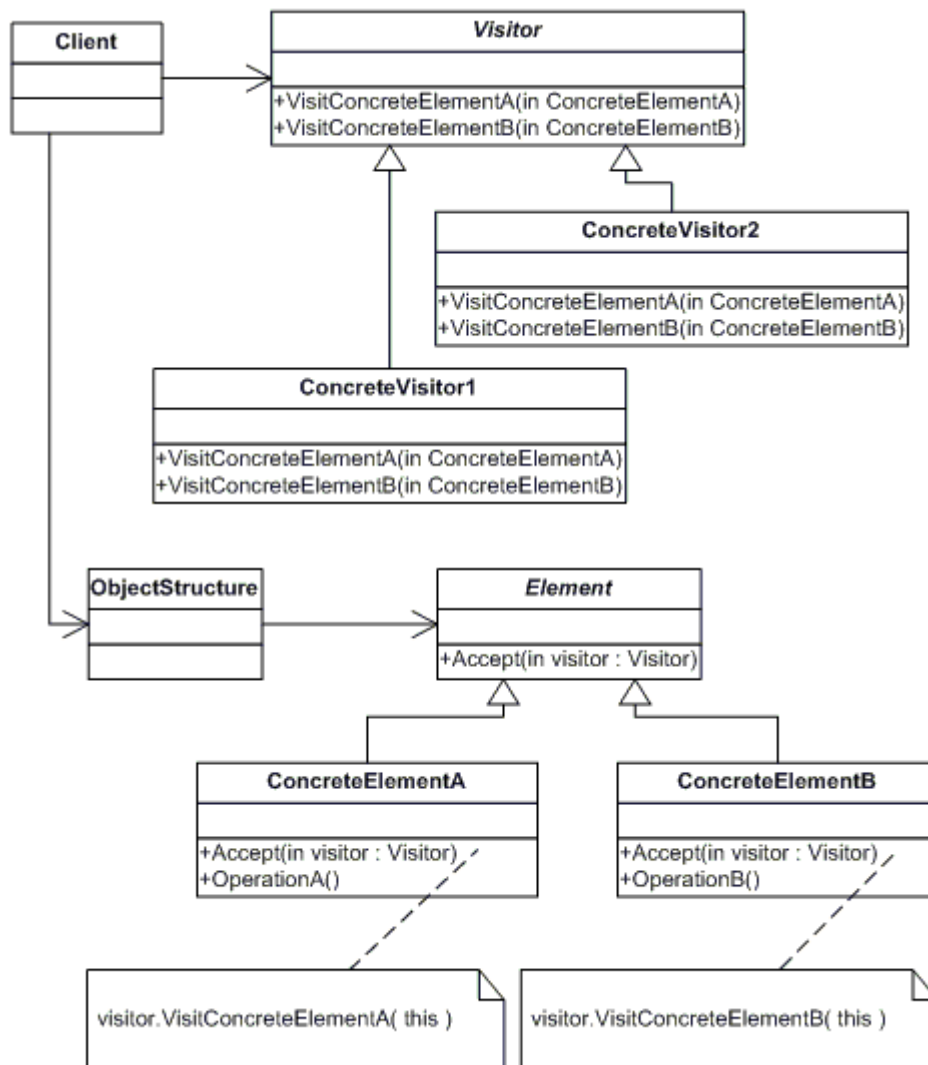 Client
Visitor
+VisitConcreteElementA(in ConcreteElementA)
+VisitConcreteElementB(in ConcreteElementB)
ConcreteVisitor2
+VisitConcreteElementA(in ConcreteElementA)
+VisitConcreteElementB(in ConcreteElementB)
ConcreteVisitor1
+VisitConcreteElementA(in ConcreteElementA)
+VisitConcreteElementB(in ConcreteElementB)
ObjectStructure
Element
+Accept(in visitor : Visitor)
ConcreteElementA
+Accept(in visitor : Visitor)
+OperationA()
ConcreteElementB
+Accept(in visitor : Visitor)
+OperationB()
visitor.VisitConcreteElementA( this )
visitor.VisitConcreteElementB( this )